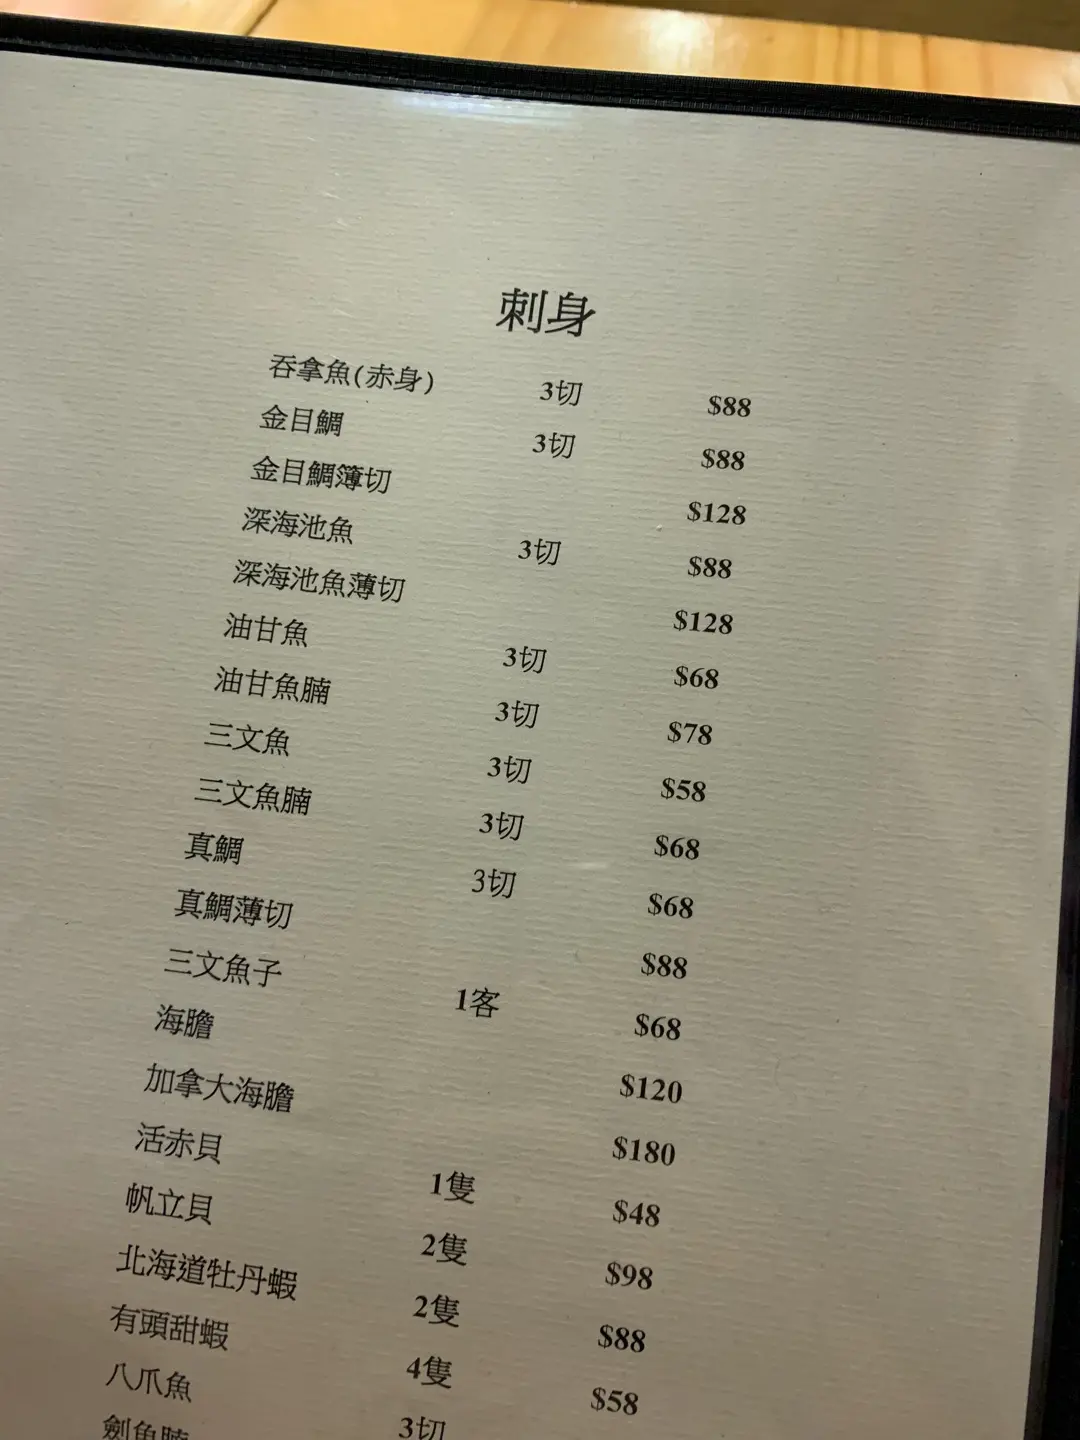 刺身
吞拿魚(赤身) 3切 $88
金目鯛 3切 $88
金目鯛簿切 $128
深海池魚 3切 $88
深海池魚薄切 $128
油甘魚 3切 $68
油甘魚腩 3切 $78
三文魚 3切 $58
三文魚腩 3切 $68
真鯛 3切 $68
真鯛薄切 $88
三文魚子 1客 $68
海膽 $120
加拿大海膽 $180
活赤貝 1隻 $48
帆立貝 2隻 $98
北海道牡丹蝦 2隻 $88
有頭甜蝦 4隻 $58
八爪魚 3切
劍魚腩